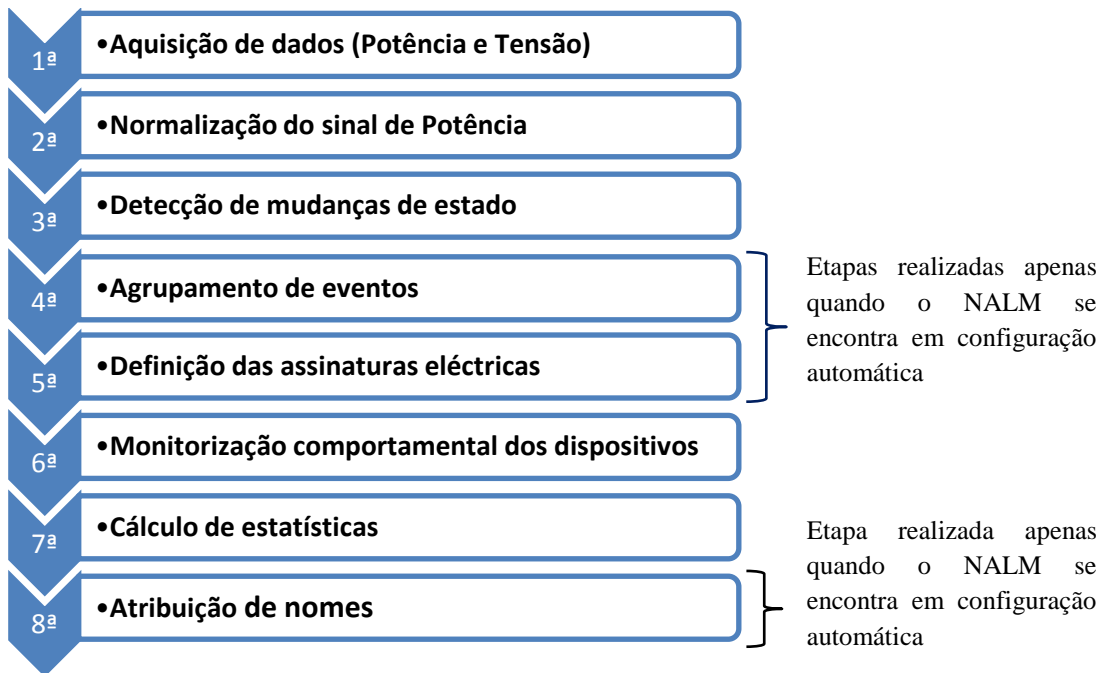 1ª
•Aquisição de dados (Potência e Tensão)
2ª
•Normalização do sinal de Potência
3ª
•Detecção de mudanças de estado
4ª
•Agrupamento de eventos
5ª
•Definição das assinaturas eléctricas
Etapas realizadas apenas
quando o NALM se
encontra em configuração
automática
6ª
•Monitorização comportamental dos dispositivos
7ª
•Cálculo de estatísticas
8ª
•Atribuição de nomes
Etapa realizada apenas
quando o NALM se
encontra em configuração
automática